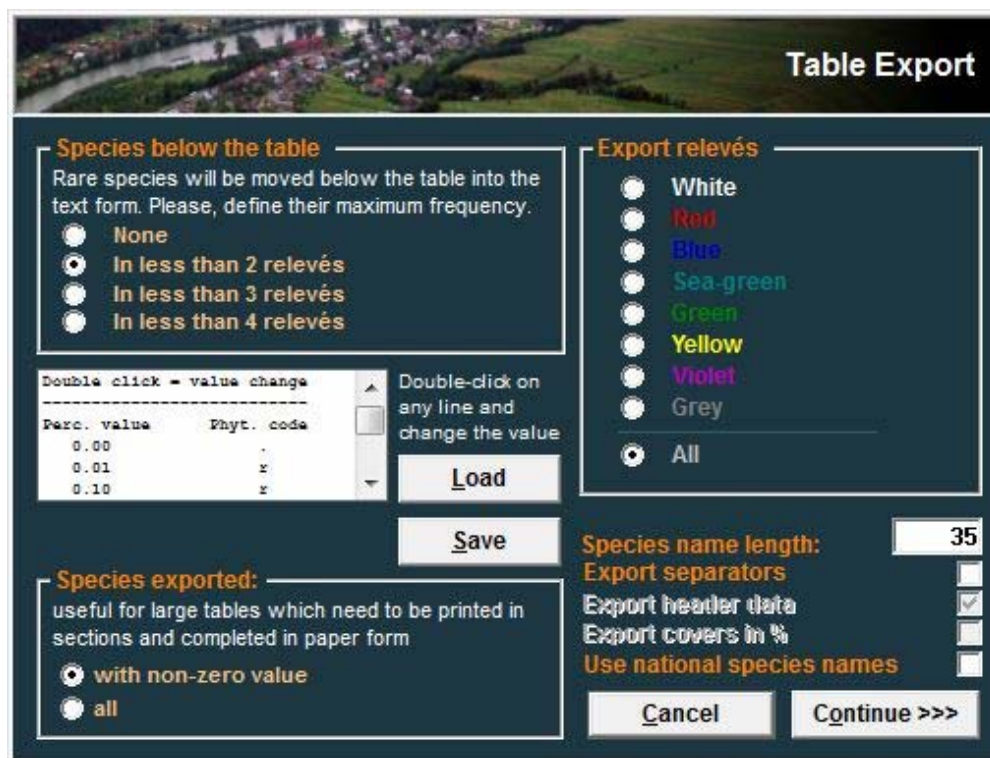 Table Export
Species below the table
Rare species will be moved below the table into the
text form. Please, define their maximum frequency.
None
In less than 2 relevés
In less than 3 relevés
In less than 4 relevés
Double click = value change
---------------------------
Perc. value Phyt. code
0.00 .
0.01 r
0.10 r
Double-click on
any line and
change the value
Load
Save
Species exported:
useful for large tables which need to be printed in
sections and completed in paper form
with non-zero value
all
Export relevés
White
Red
Blue
Sea-green
Green
Yellow
Violet
Grey
All
Species name length: 35
Export separators
Export header data
Export covers in %
Use national species names
Cancel
Continue >>>